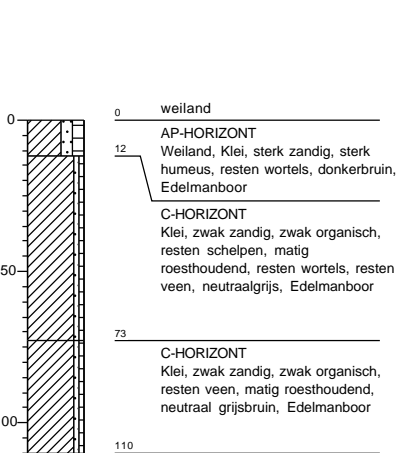 0
0
weiland
AP-HORIZONT
12
Weiland, Klei, sterk zandig, sterk
humeus, resten wortels, donkerbruin,
Edelmanboor
C-HORIZONT
Klei, zwak zandig, zwak organisch,
resten schelpen, matig
50
roesthoudend, resten wortels, resten
veen, neutraalgrijs, Edelmanboor
73
C-HORIZONT
Klei, zwak zandig, zwak organisch,
resten veen, matig roesthoudend,
neutraal grijsbruin, Edelmanboor
00
110